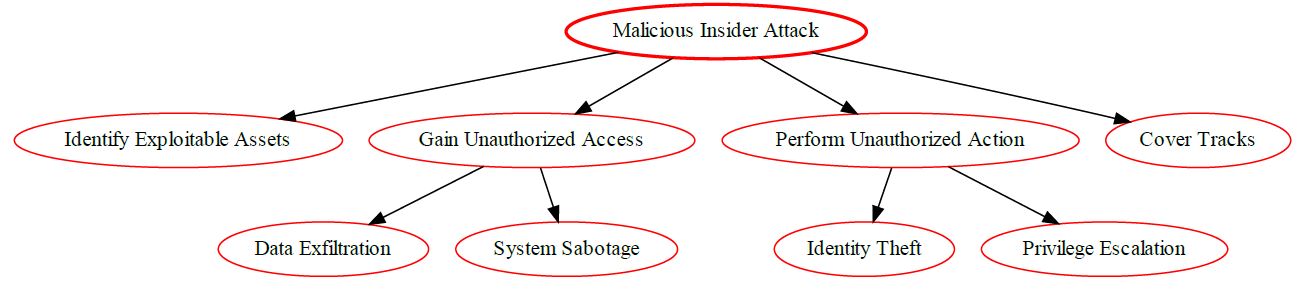 Malicious Insider Attack
Identify Exploitable Assets
Gain Unauthorized Access
Perform Unauthorized Action
Cover Tracks
Data Exfiltration
System Sabotage
Identity Theft
Privilege Escalation